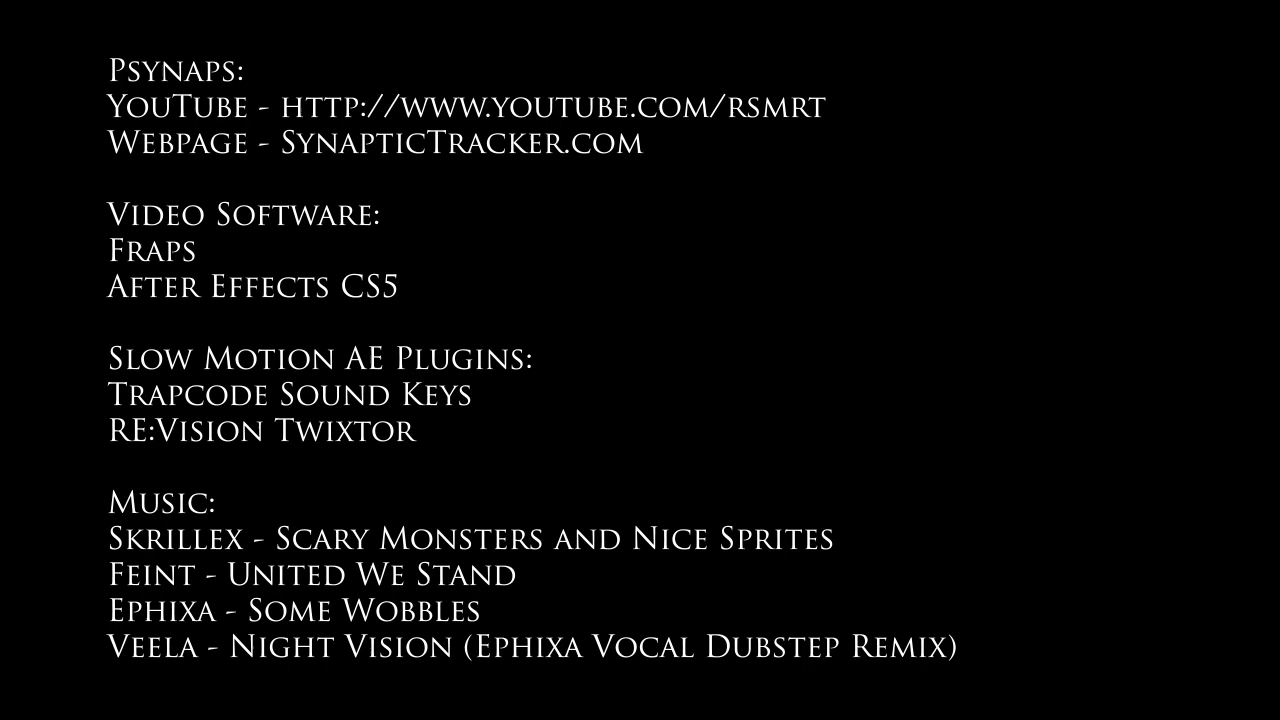 Psynaps:
YouTube - http://www.youtube.com/rsmrt
Webpage - SynapticTracker.com
Video Software:
Fraps
After Effects CS5
Slow Motion AE Plugins:
Trapcode Sound Keys
RE:Vision Twixtor
Music:
Skrillex - Scary Monsters and Nice Sprites
Feint - United We Stand
Ephixa - Some Wobbles
Veela - Night Vision (Ephixa Vocal Dubstep Remix)